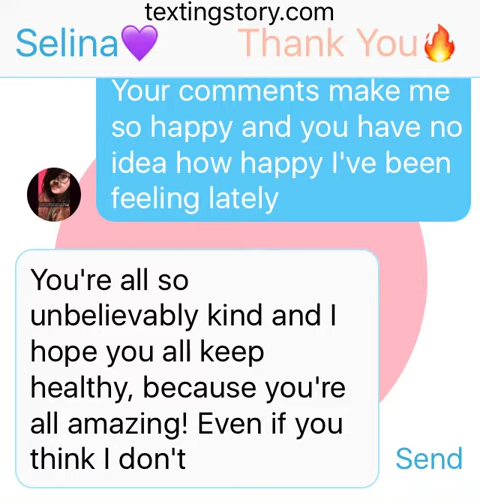 textingstory.com
Selina💜 Thank You🔥
Your comments make me
so happy and you have no
idea how happy I've been
feeling lately
You're all so
unbelievably kind and I
hope you all keep
healthy, because you're
all amazing! Even if you
think I don't
Send